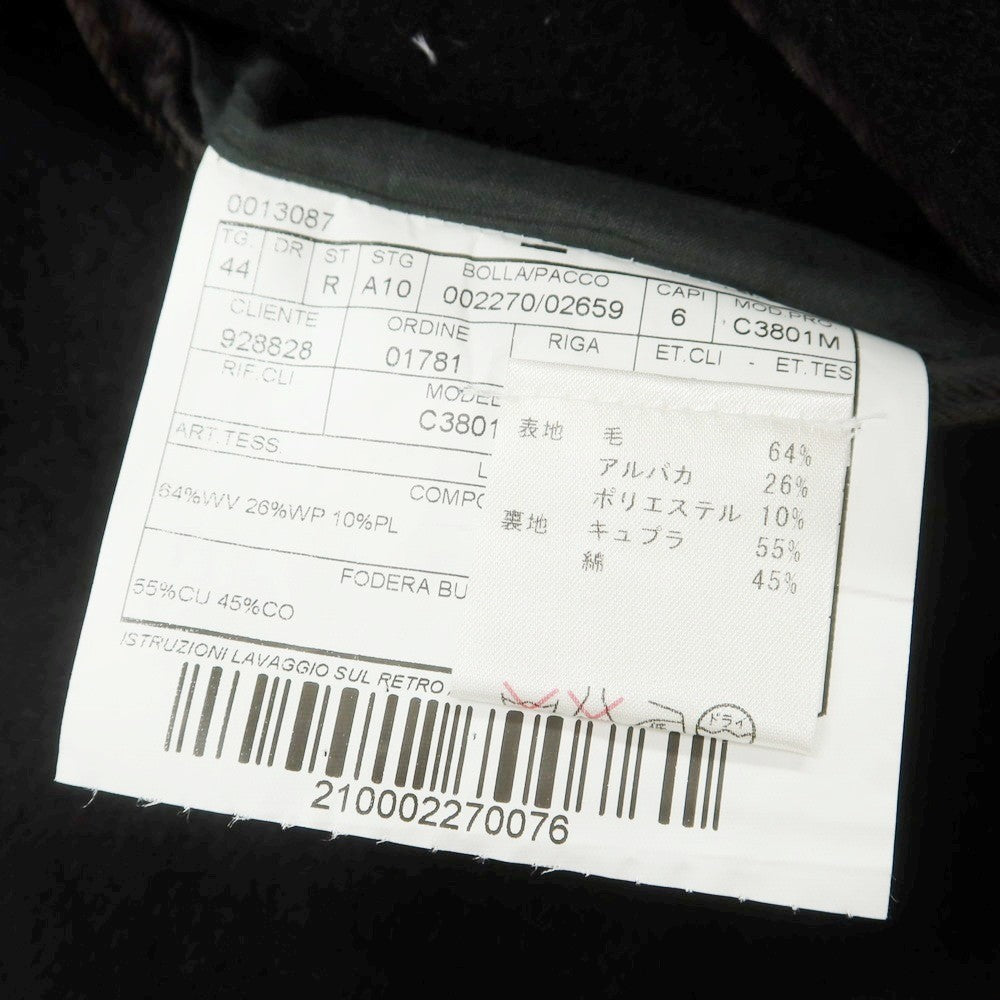 0013087
TG. DR ST STG BOLLA/PACCO CAPI MOD.PRO.
44 R A10 002270/02659 6 C3801M
CLIENTE ORDINE RIGA ET.CLI - ET.TES
928828 01781
RIF.CLI MODEL
C3801
ART.TESS.
COMPO
64%WV 26%WP 10%PL
FODERA BU
55%CU 45%CO
ISTRUZIONI LAVAGGIO SUL RETRO
210002270076
表地 毛 64%
アルパカ 26%
ポリエステル 10%
裏地 キュプラ 55%
綿 45%
ドライ